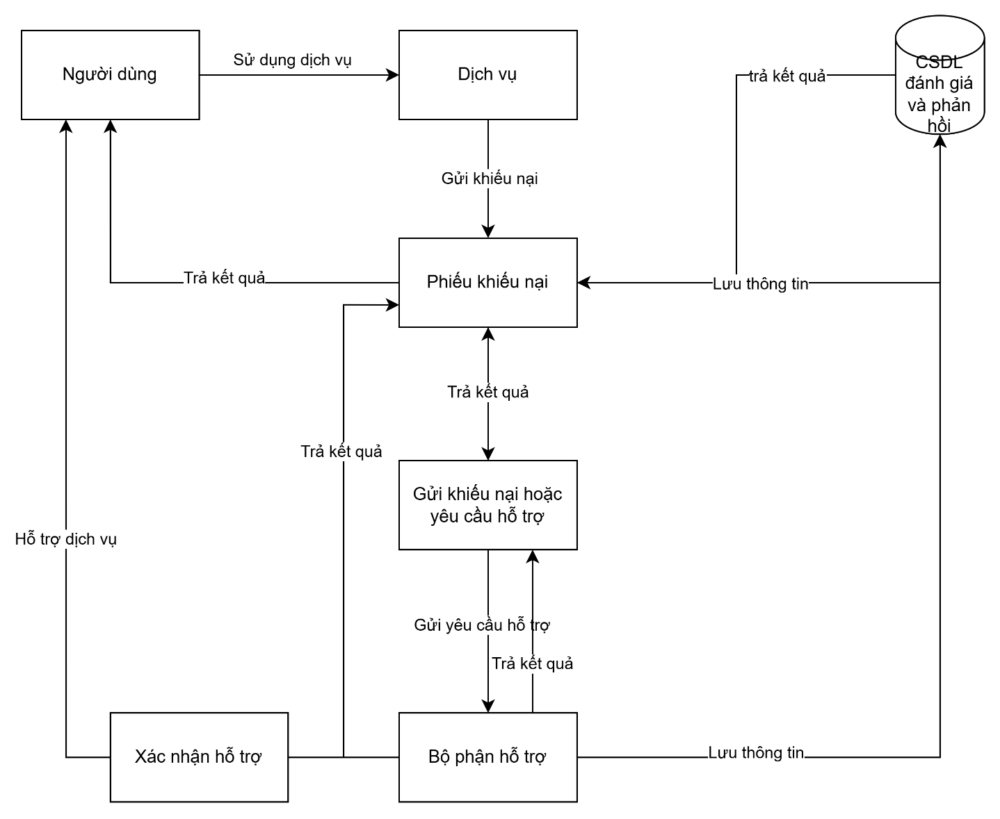 Người dùng
Sử dụng dịch vụ
Dịch vụ
trả kết quả
CSDL
đánh giá
và phản
hồi
Gửi khiếu nại
Trả kết quả
Phiếu khiếu nại
Lưu thông tin
Trả kết quả
Trả kết quả
Gửi khiếu nại hoặc
yêu cầu hỗ trợ
Hỗ trợ dịch vụ
Gửi yêu cầu hỗ trợ
Trả kết quả
Xác nhận hỗ trợ
Bộ phận hỗ trợ
Lưu thông tin